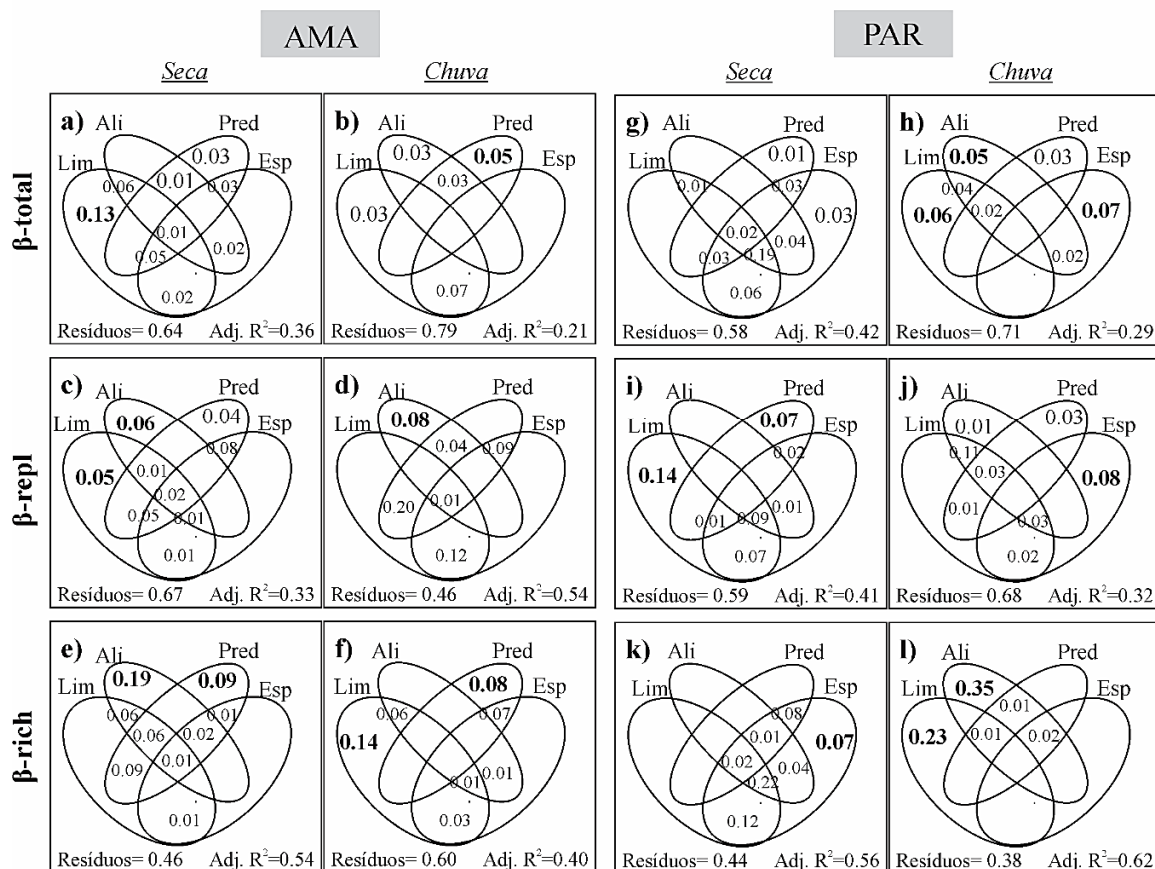 AMA PAR
Seca Chuva Seca Chuva
β-total
a) Ali Pred
Lim Esp
0.03
0.06 0.01 0.03
0.13
0.01
0.05 0.02
0.02
Resíduos= 0.64 Adj. R²=0.36
b) Ali Pred
Esp
0.03 0.05
0.03
0.03
0.07
Resíduos= 0.79 Adj. R²=0.21
g) Ali Pred
Lim Esp
0.01
0.01 0.03
0.03
0.02 0.04
0.03 0.19
0.06
Resíduos= 0.58 Adj. R²=0.42
h) Ali Pred
Lim Esp
0.05 0.03
0.04
0.06 0.02 0.07
0.02
Resíduos= 0.71 Adj. R²=0.29
β-repl
c) Ali Pred
Lim Esp
0.06 0.04
0.08
0.05 0.01
0.02
0.05 0.01
0.01
Resíduos= 0.67 Adj. R²=0.33
d) Ali Pred
Lim Esp
0.08
0.04 0.09
0.20 0.01
0.12
Resíduos= 0.46 Adj. R²=0.54
i) Ali Pred
Lim Esp
0.07
0.02
0.14
0.01 0.09 0.01
0.07
Resíduos= 0.59 Adj. R²=0.41
j) Ali Pred
Lim Esp
0.01 0.03
0.11
0.03 0.08
0.01
0.03
0.02
Resíduos= 0.68 Adj. R²=0.32
β-rich
e) Ali Pred
Lim Esp
0.19 0.09
0.06 0.01
0.06 0.02
0.09 0.01
0.01
Resíduos= 0.46 Adj. R²=0.54
f) Ali Pred
Lim Esp
0.08
0.06 0.07
0.14
0.01 0.01
0.03
Resíduos= 0.60 Adj. R²=0.40
k) Ali Pred
Lim Esp
0.08
0.01 0.07
0.02 0.04
0.22
0.12
Resíduos= 0.44 Adj. R²=0.56
l) Ali Pred
Lim Esp
0.35
0.01
0.23 0.01 0.02
Resíduos= 0.38 Adj. R²=0.62